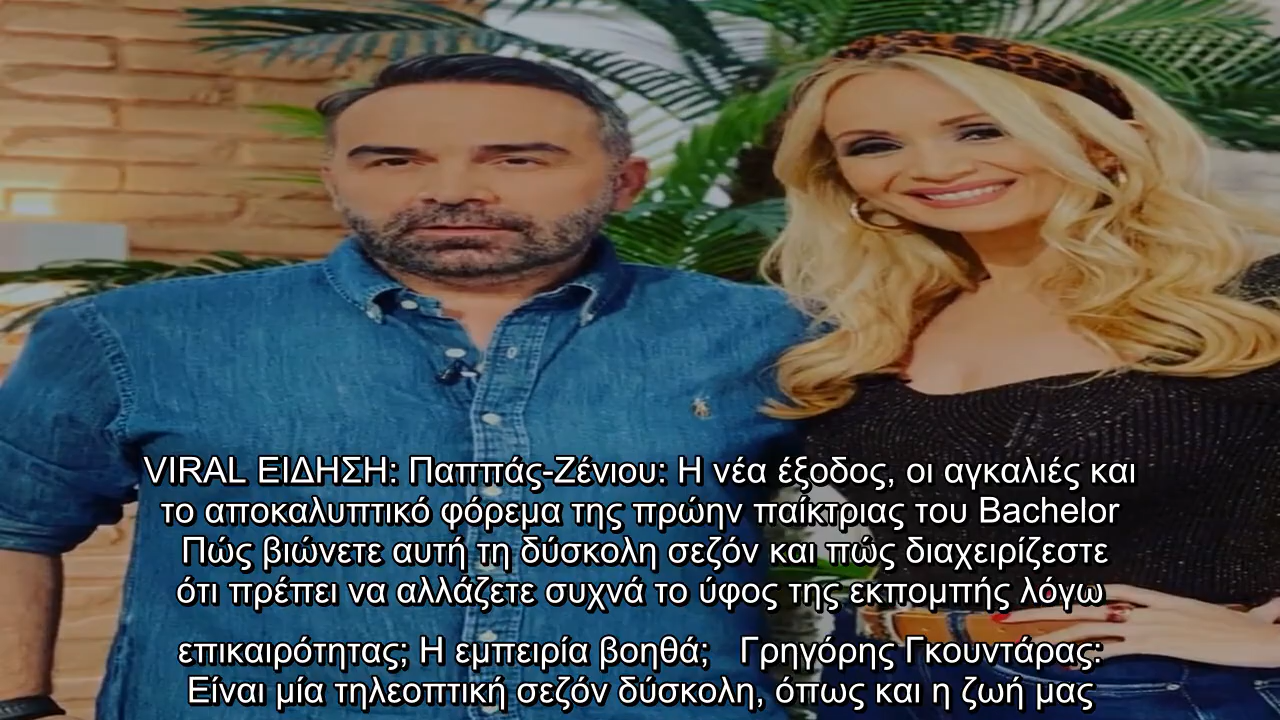 VIRAL ΕΙΔΗΣΗ: Παππάς-Ζένιου: Η νέα έξοδος, οι αγκαλιές και
το αποκαλυπτικό φόρεμα της πρώην παίκτριας του Bachelor
Πώς βιώνετε αυτή τη δύσκολη σεζόν και πώς διαχειρίζεστε
ότι πρέπει να αλλάζετε συχνά το ύφος της εκπομπής λόγω
επικαιρότητας; Η εμπειρία βοηθά; Γρηγόρης Γκουντάρας:
Είναι μία τηλεοπτική σεζόν δύσκολη, όπως και η ζωή μας